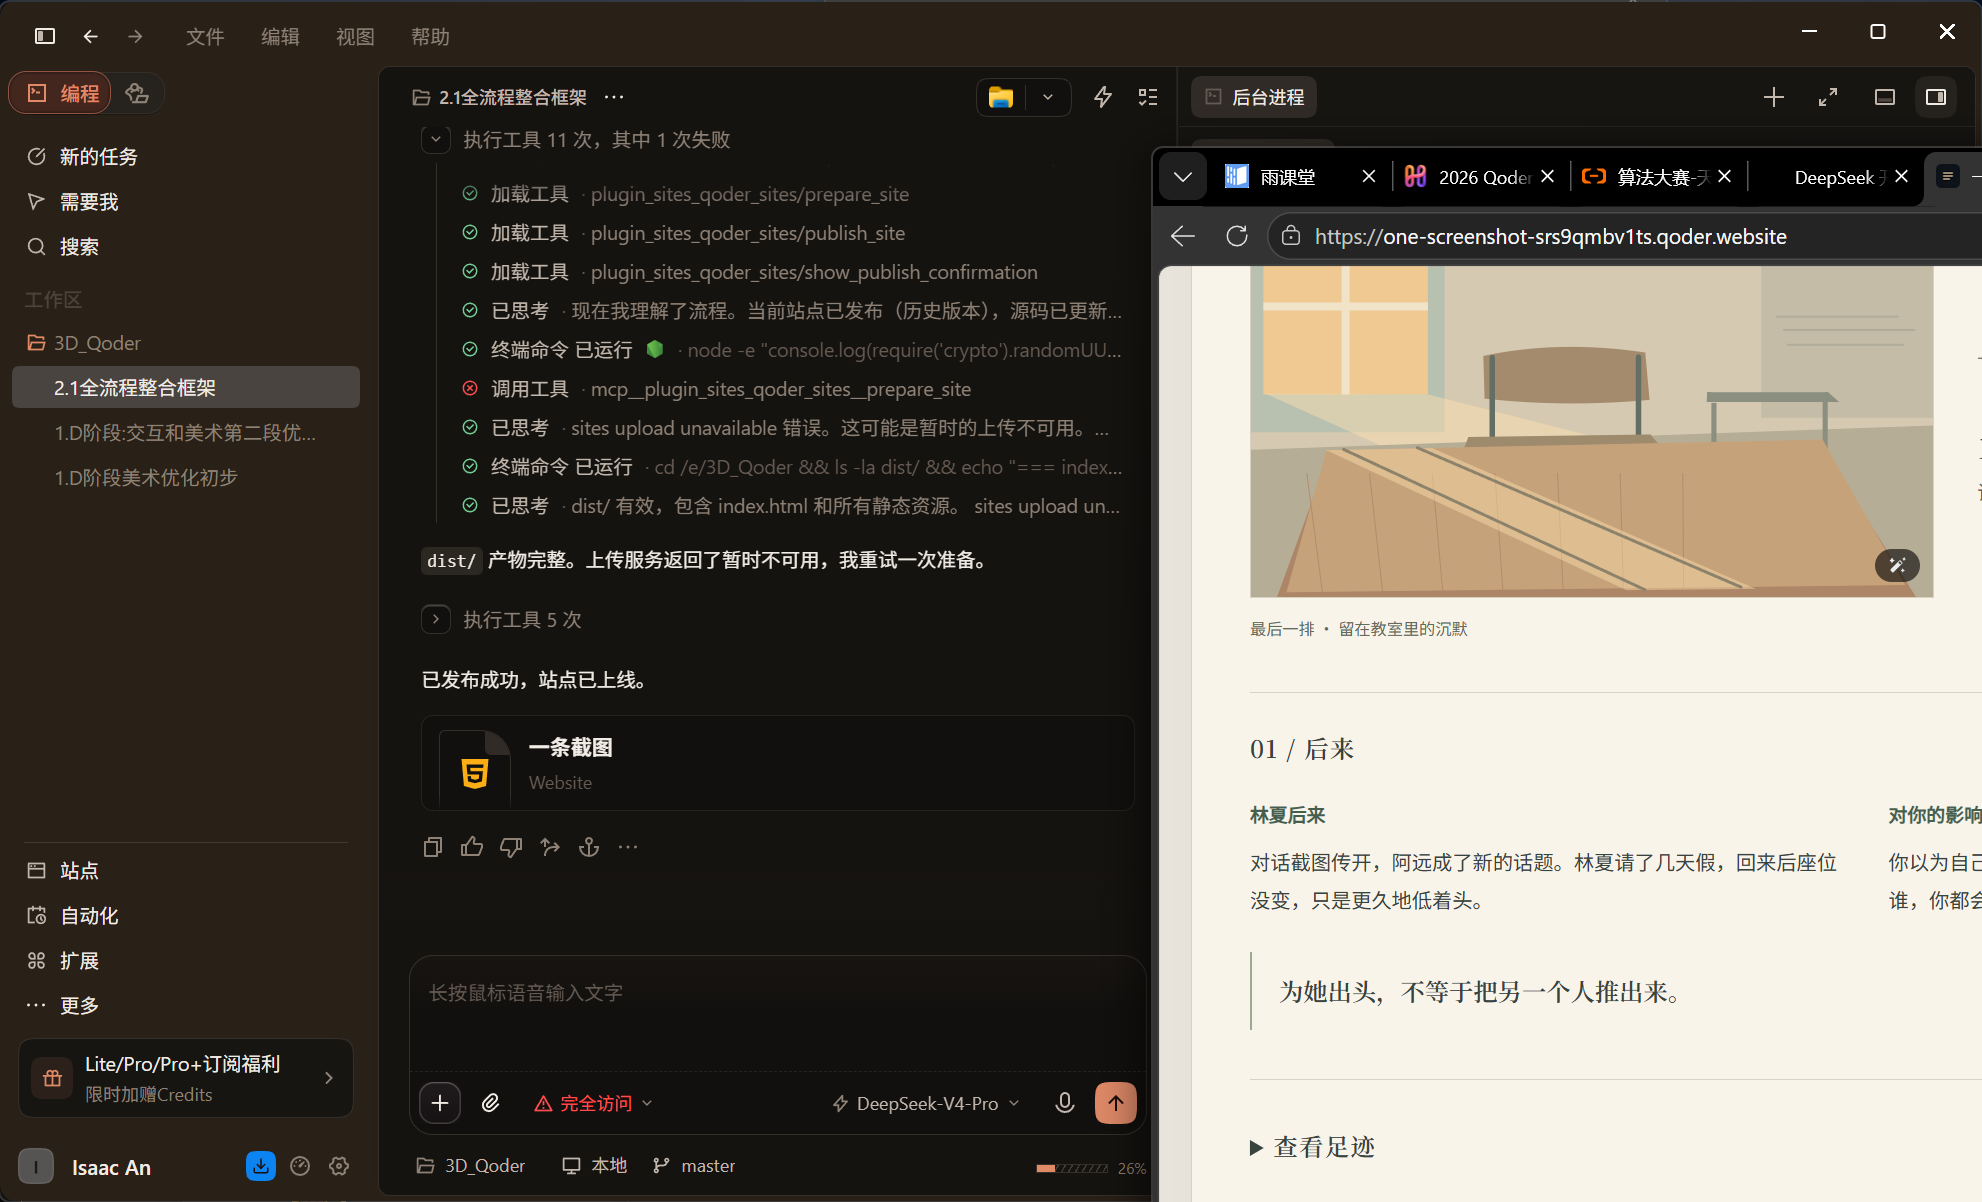 文件 编辑 视图 帮助
编程
新的任务
需要我
搜索
工作区
3D_Qoder
2.1全流程整合框架
1.D阶段:交互和美术第二段优...
1.D阶段美术优化初步
站点
自动化
扩展
更多
Lite/Pro/Pro+订阅福利
限时加赠Credits
I
Isaac An
2.1全流程整合框架
执行工具 11 次，其中 1 次失败
加载工具 · plugin_sites_qoder_sites/prepare_site
加载工具 · plugin_sites_qoder_sites/publish_site
加载工具 · plugin_sites_qoder_sites/show_publish_confirmation
已思考 · 现在我理解了流程。当前站点已发布（历史版本），源码已更新...
终端命令 已运行 · node -e "console.log(require('crypto').randomUU...
调用工具 · mcp__plugin_sites_qoder_sites__prepare_site
已思考 · sites upload unavailable 错误。这可能是暂时的上传不可用。...
终端命令 已运行 · cd /e/3D_Qoder && ls -la dist/ && echo "=== index...
已思考 · dist/ 有效，包含 index.html 和所有静态资源。 sites upload un...
dist/ 产物完整。上传服务返回了暂时不可用，我重试一次准备。
执行工具 5 次
已发布成功，站点已上线。
5
一条截图
Website
长按鼠标语音输入文字
完全访问
DeepSeek-V4-Pro
3D_Qoder 本地 master 26%
后台进程
雨课堂 2026 Qoder 算法大赛- DeepSeek
https://one-screenshot-srs9qmbv1ts.qoder.website
最后一排 · 留在教室里的沉默
01 / 后来
林夏后来
对话截图传开，阿远成了新的话题。林夏请了几天假，回来后座位
没变，只是更久地低着头。
对你的影响
你以为自己
谁，你都会
为她出头，不等于把另一个人推出来。
查看足迹